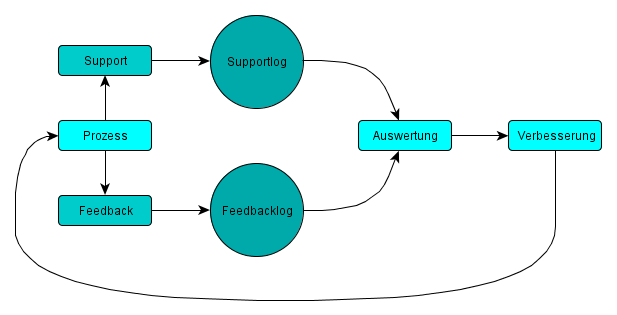 Support
Supportlog
Prozess
Auswertung
Verbesserung
Feedback
Feedbacklog